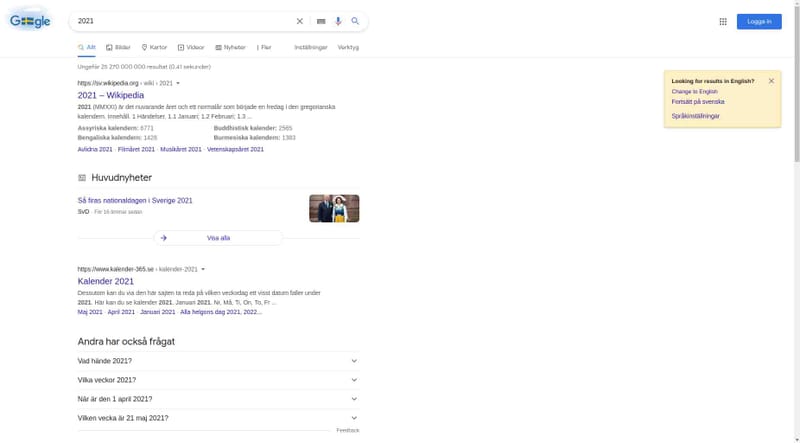 Google
2021
Logga in
Allt
Bilder
Kartor
Videor
Nyheter
Fler
Inställningar
Verktyg
Ungefär 25 270 000 000 resultat (0,41 sekunder)
https://sv.wikipedia.org › wiki › 2021
2021 – Wikipedia
2021 (MMXXI) är det nuvarande året och ett normalår som började en fredag i den gregorianska
kalendern. Innehåll. 1 Händelser. 1.1 Januari; 1.2 Februari; 1.3 ...
Assyriska kalendern: 6771
Buddhistisk kalender: 2565
Bengaliska kalendern: 1428
Burmesiska kalendern: 1383
Avlidna 2021 · Filmåret 2021 · Musikåret 2021 · Vetenskapsåret 2021
Huvudnyheter
Så firas nationaldagen i Sverige 2021
SvD · För 16 timmar sedan
Visa alla
https://www.kalender-365.se › kalender-2021
Kalender 2021
Dessutom kan du via den här sajten ta reda på vilken veckodag ett visst datum faller under
2021. Här kan du se kalender 2021. Januari 2021. Nr, Må, Ti, On, To, Fr ...
Maj 2021 · April 2021 · Januari 2021 · Alla helgons dag 2021, 2022...
Andra har också frågat
Vad hände 2021?
Vilka veckor 2021?
När är den 1 april 2021?
Vilken vecka är 21 maj 2021?
Feedback
Looking for results in English?
Change to English
Fortsätt på svenska
Språkinställningar